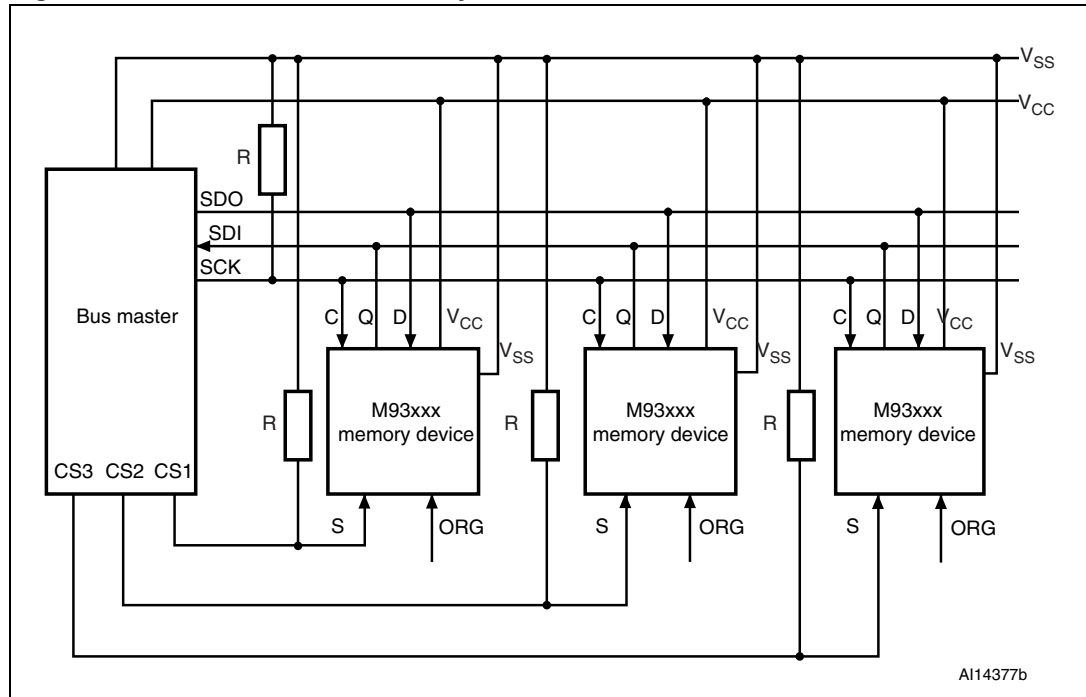 VSS
VCC
R
SDO
SDI
SCK
Bus master
C Q D VCC VSS
C Q D VCC VSS
C Q D VCC VSS
R
M93xxx
memory device
R
M93xxx
memory device
R
M93xxx
memory device
CS3 CS2 CS1
S ORG
S ORG
S ORG
AI14377b